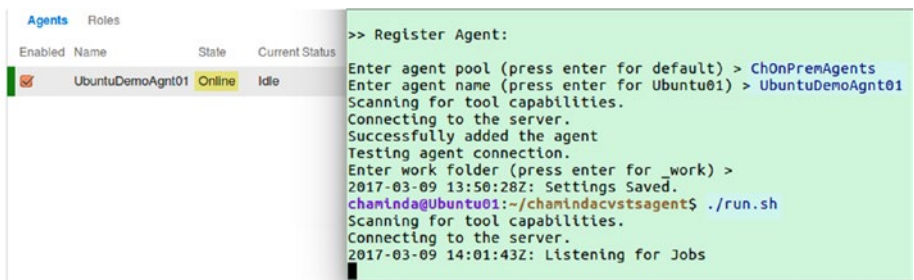 Agents Roles
Enabled Name State Current Status
UbuntuDemoAgnt01 Online Idle
>> Register Agent:
Enter agent pool (press enter for default) > ChOnPremAgents
Enter agent name (press enter for Ubuntu01) > UbuntuDemoAgnt01
Scanning for tool capabilities.
Connecting to the server.
Successfully added the agent
Testing agent connection.
Enter work folder (press enter for _work) >
2017-03-09 13:50:28Z: Settings Saved.
chaminda@Ubuntu01:~/chamindacvstsagent$ ./run.sh
Scanning for tool capabilities.
Connecting to the server.
2017-03-09 14:01:43Z: Listening for Jobs